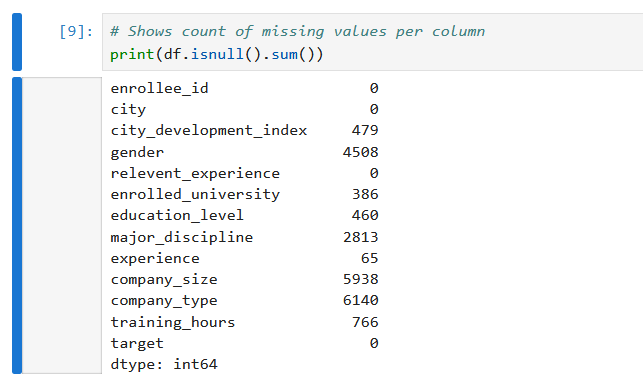 [9]: # Shows count of missing values per column
print(df.isnull().sum())
enrollee_id 0
city 0
city_development_index 479
gender 4508
relevent_experience 0
enrolled_university 386
education_level 460
major_discipline 2813
experience 65
company_size 5938
company_type 6140
training_hours 766
target 0
dtype: int64